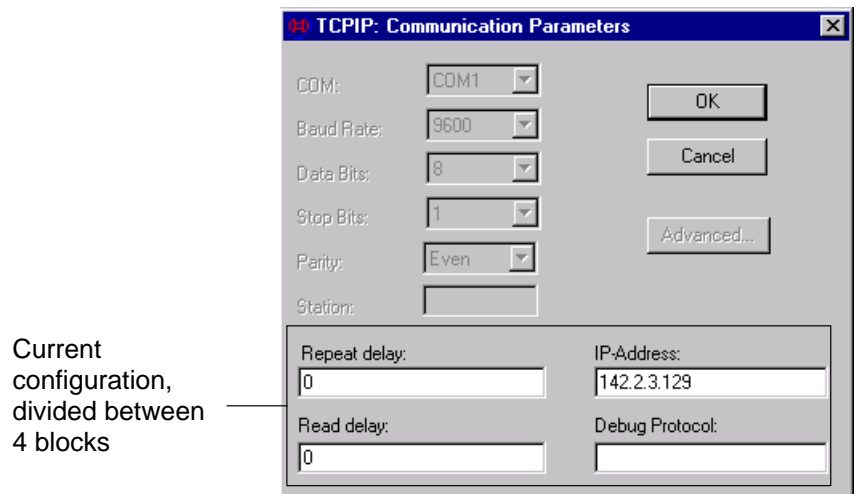 TCPIP: Communication Parameters
COM:
COM1
OK
Baud Rate:
9600
Cancel
Data Bits:
8
Stop Bits:
1
Advanced...
Parity:
Even
Station:
Current
configuration,
divided between
4 blocks
Repeat delay:
0
IP-Address:
142.2.3.129
Read delay:
0
Debug Protocol: